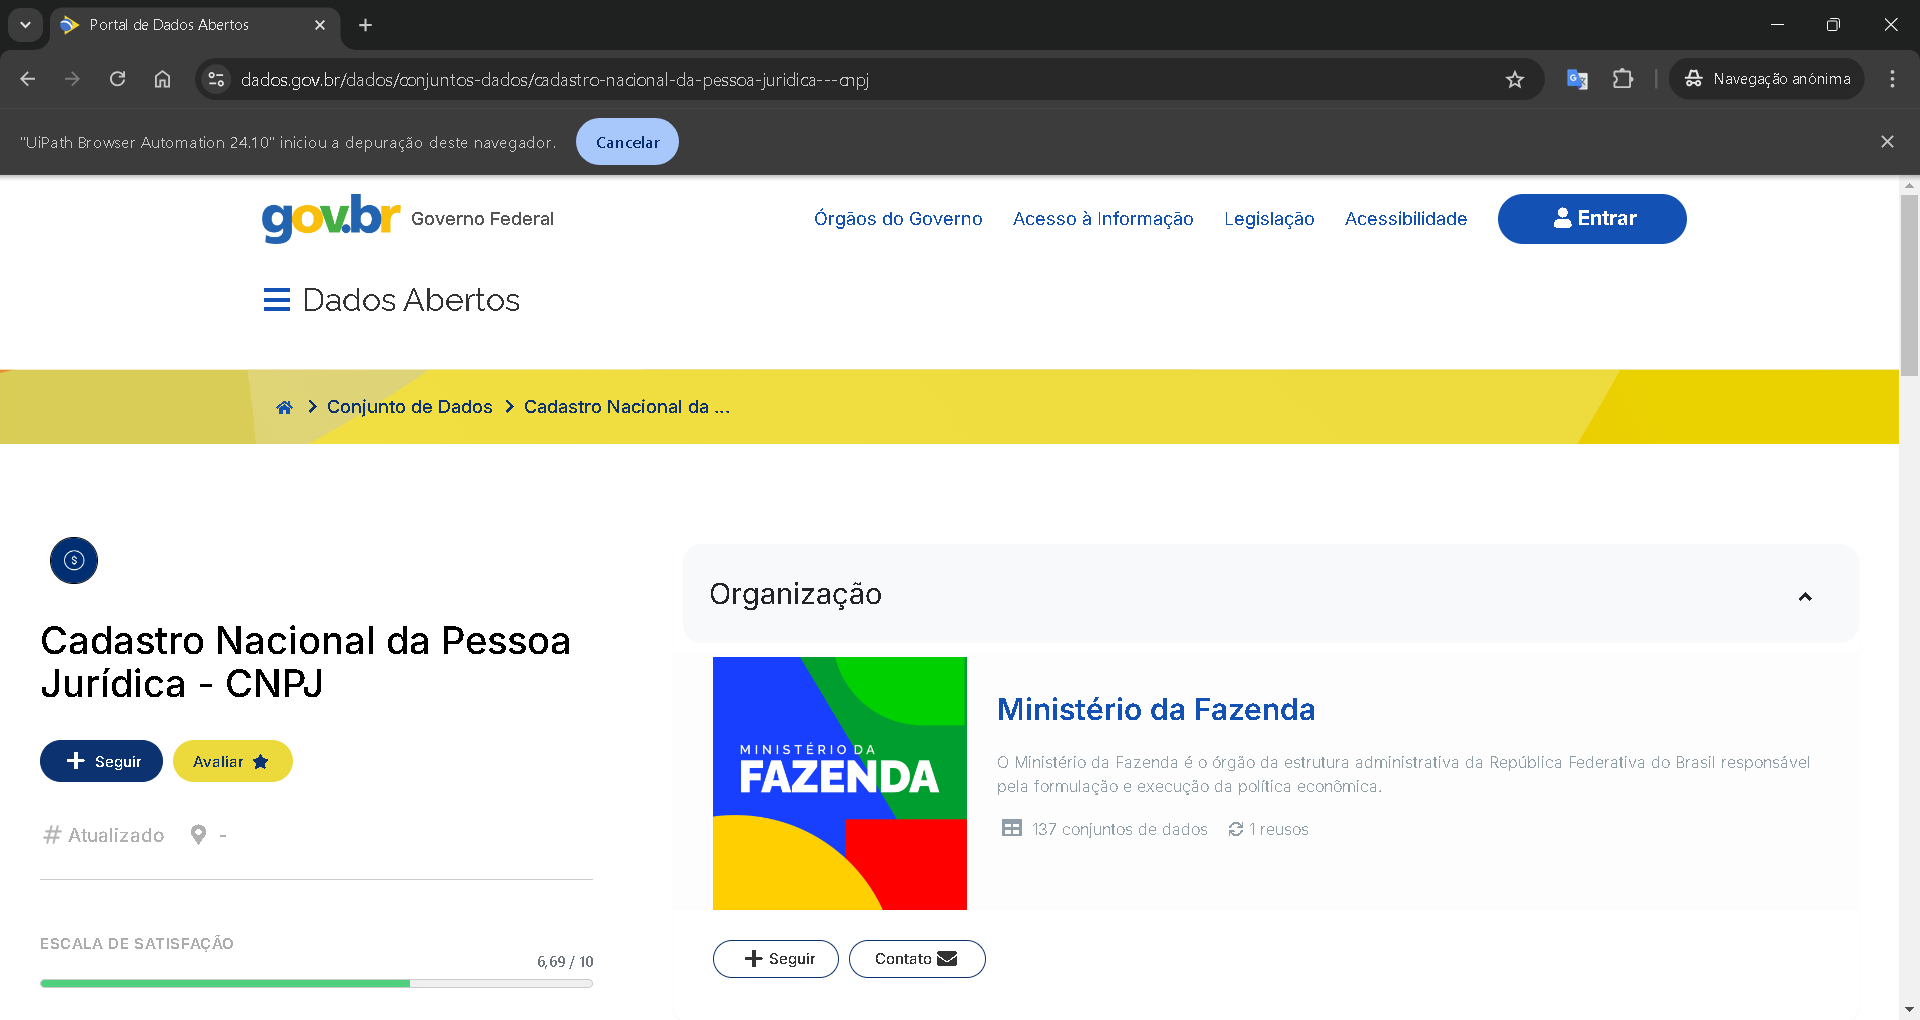 Portal de Dados Abertos
dados.gov.br/dados/conjuntos-dados/cadastro-nacional-da-pessoa-juridica---cnpj
Navegação anônima
"UiPath Browser Automation 24.10" iniciou a depuração deste navegador.
Cancelar
gov.br
Governo Federal
Órgãos do Governo
Acesso à Informação
Legislação
Acessibilidade
Entrar
Dados Abertos
Conjunto de Dados
Cadastro Nacional da ...
Cadastro Nacional da Pessoa
Jurídica - CNPJ
Seguir
Avaliar
# Atualizado
-
ESCALA DE SATISFAÇÃO
6,69 / 10
Organização
MINISTÉRIO DA
FAZENDA
Ministério da Fazenda
O Ministério da Fazenda é o órgão da estrutura administrativa da República Federativa do Brasil responsável
pela formulação e execução da política econômica.
137 conjuntos de dados
1 reusos
Seguir
Contato